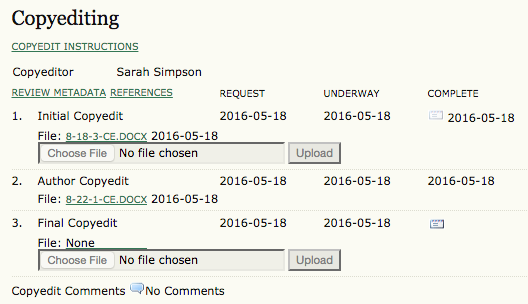 Copyediting
COPYEDIT INSTRUCTIONS
Copyeditor Sarah Simpson
REVIEW METADATA REFERENCES REQUEST UNDERWAY COMPLETE
1. Initial Copyedit 2016-05-18 2016-05-18 2016-05-18
File: 8-18-3-CE.DOCX 2016-05-18
Choose File No file chosen Upload
2. Author Copyedit 2016-05-18 2016-05-18 2016-05-18
File: 8-22-1-CE.DOCX 2016-05-18
3. Final Copyedit 2016-05-18 2016-05-18
File: None
Choose File No file chosen Upload
Copyedit Comments No Comments